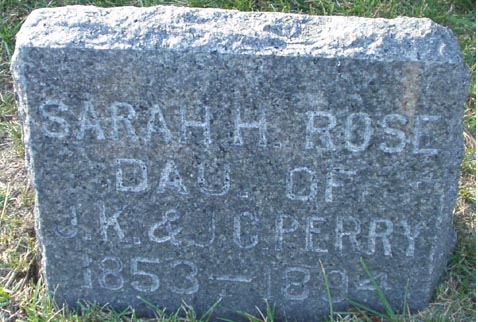 SARAH H. ROSE
DAU. OF
J.K. & J.C. PERRY
1853 – 1894